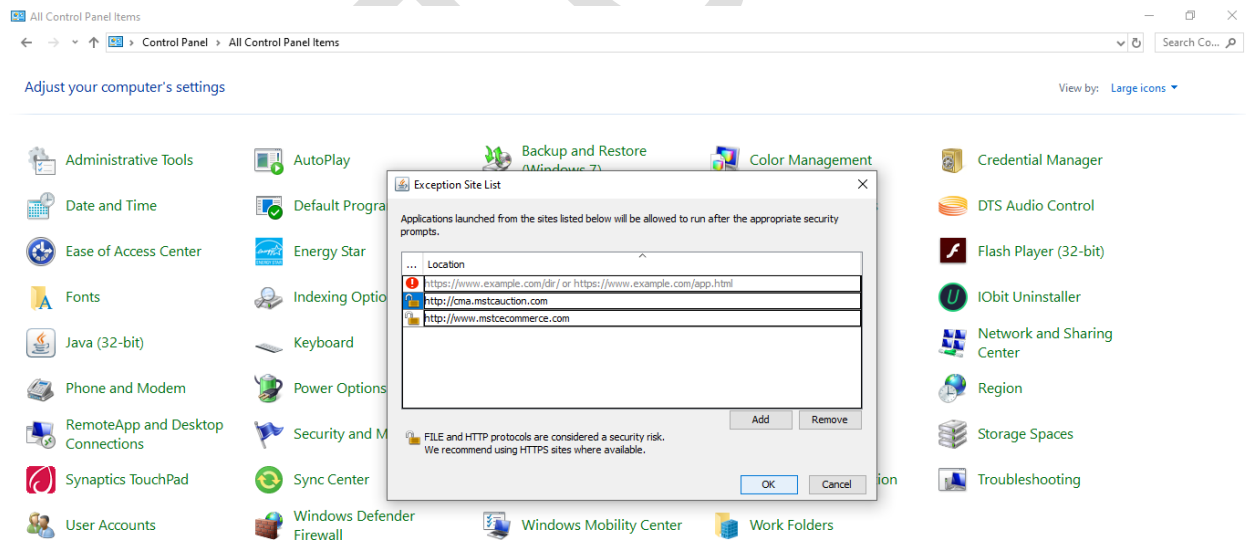 All Control Panel Items
Control Panel > All Control Panel Items
Search Co...
Adjust your computer's settings
View by: Large icons
Administrative Tools
AutoPlay
Backup and Restore
(Windows 7)
Color Management
Credential Manager
Date and Time
Default Progra
DTS Audio Control
Ease of Access Center
Energy Star
Flash Player (32-bit)
Fonts
Indexing Optio
IObit Uninstaller
Java (32-bit)
Keyboard
Network and Sharing
Center
Phone and Modem
Power Options
Region
RemoteApp and Desktop
Connections
Security and M
Storage Spaces
Synaptics TouchPad
Sync Center
ion
Troubleshooting
User Accounts
Windows Defender
Firewall
Windows Mobility Center
Work Folders
Exception Site List
Applications launched from the sites listed below will be allowed to run after the appropriate security
prompts.
... Location
https://www.example.com/dir/ or https://www.example.com/app.html
http://cma.mstcauction.com
http://www.mstcecommerce.com
Add Remove
FILE and HTTP protocols are considered a security risk.
We recommend using HTTPS sites where available.
OK Cancel